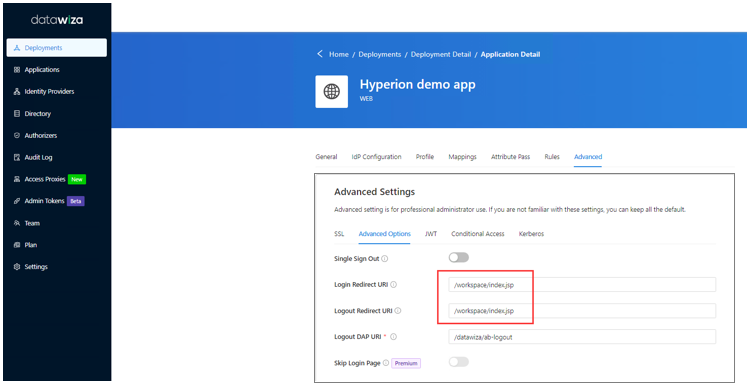 datawiza
Deployments
Applications
Identity Providers
Directory
Authorizers
Audit Log
Access Proxies New
Admin Tokens Beta
Team
Plan
Settings
Home / Deployments / Deployment Detail / Application Detail
Hyperion demo app
WEB
General IdP Configuration Profile Mappings Attribute Pass Rules Advanced
Advanced Settings
Advanced setting is for professional administrator use. If you are not familiar with these settings, you can keep all the default.
SSL Advanced Options JWT Conditional Access Kerberos
Single Sign Out
Login Redirect URI /workspace/index.jsp
Logout Redirect URI /workspace/index.jsp
Logout DAP URI * /datawiza/ab-logout
Skip Login Page Premium